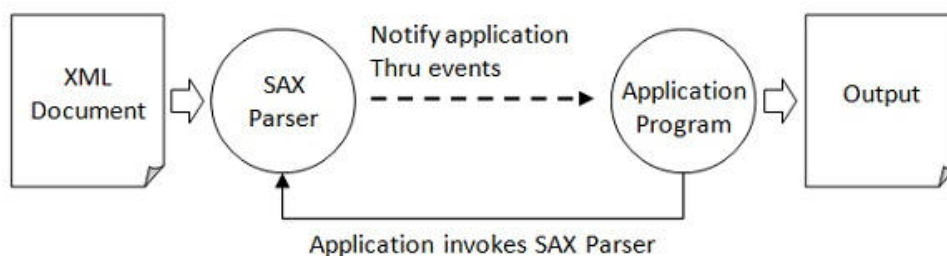 XML
Document
SAX
Parser
Notify application
Thru events
Application
Program
Output
Application invokes SAX Parser